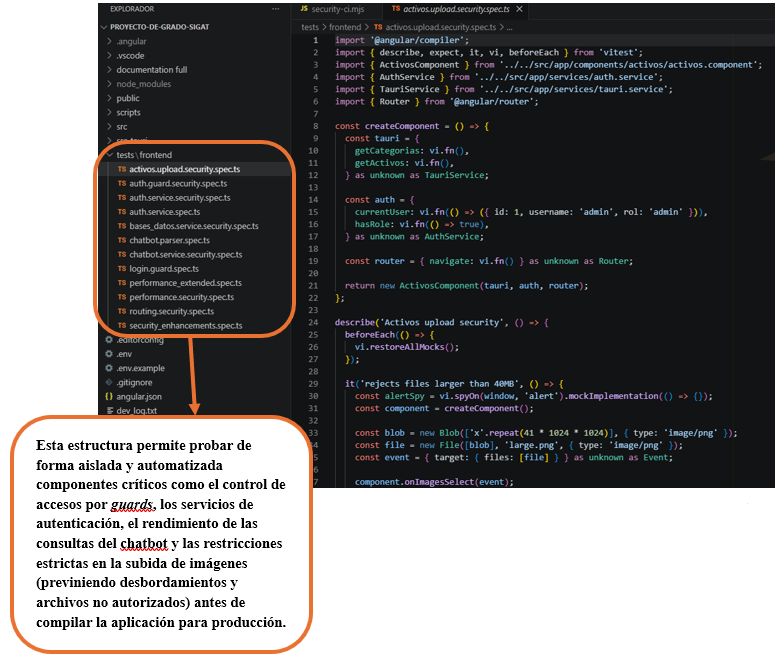 EXPLORADOR
···
JS security-ci.mjs
TS activos.upload.security.spec.ts ×
PROYECTO-DE-GRADO-SIGAT
tests > frontend > TS activos.upload.security.spec.ts > ...
.angular
.vscode
documentation full
node_modules
public
scripts
src
tests \ frontend
TS activos.upload.security.spec.ts
TS auth.guard.security.spec.ts
TS auth.service.security.spec.ts
TS auth.service.spec.ts
TS bases_datos.service.security.spec.ts
TS chatbot.parser.spec.ts
TS chatbot.service.security.spec.ts
TS login.guard.spec.ts
TS performance_extended.spec.ts
TS performance.security.spec.ts
TS routing.security.spec.ts
TS security_enhancements.spec.ts
.editorconfig
.env
.env.example
.gitignore
{} angular.json
dev_log.txt
1 import '@angular/compiler';
2 import { describe, expect, it, vi, beforeEach } from 'vitest';
3 import { ActivosComponent } from '../../src/app/components/activos/activos.component';
4 import { AuthService } from '../../src/app/services/auth.service';
5 import { TauriService } from '../../src/app/services/tauri.service';
6 import { Router } from '@angular/router';
7
8 const createComponent = () => {
9 const tauri = {
10 getCategorias: vi.fn(),
11 getActivos: vi.fn(),
12 } as unknown as TauriService;
13
14 const auth = {
15 currentUser: vi.fn(() => ({ id: 1, username: 'admin', rol: 'admin' })),
16 hasRole: vi.fn(() => true),
17 } as unknown as AuthService;
18
19 const router = { navigate: vi.fn() } as unknown as Router;
20
21 return new ActivosComponent(tauri, auth, router);
22 };
23
24 describe('Activos upload security', () => {
25 beforeEach(() => {
26 vi.restoreAllMocks();
27 });
28
29 it('rejects files larger than 40MB', () => {
30 const alertSpy = vi.spyOn(window, 'alert').mockImplementation(() => {});
31 const component = createComponent();
32
33 const blob = new Blob(['x'.repeat(41 * 1024 * 1024)], { type: 'image/png' });
4 const file = new File([blob], 'large.png', { type: 'image/png' });
5 const event = { target: { files: [file] } } as unknown as Event;
6
7 component.onImagesSelect(event);
Esta estructura permite probar de
forma aislada y automatizada
componentes críticos como el control de
accesos por guards, los servicios de
autenticación, el rendimiento de las
consultas del chatbot y las restricciones
estrictas en la subida de imágenes
(previniendo desbordamientos y
archivos no autorizados) antes de
compilar la aplicación para producción.